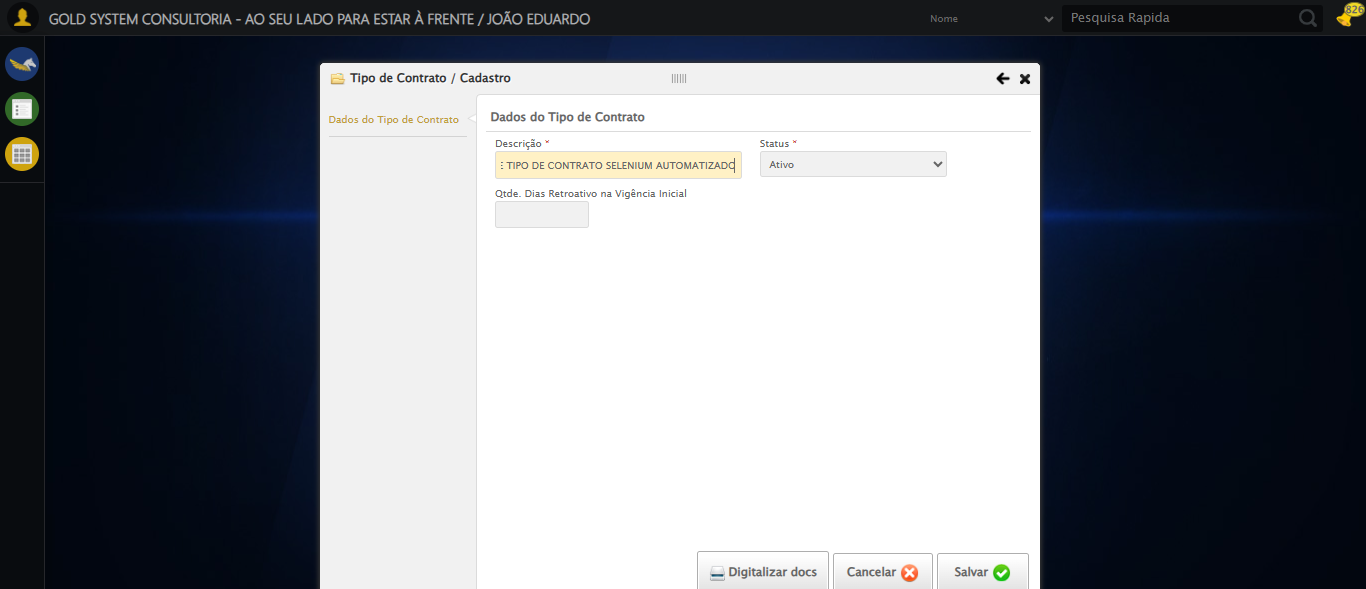 GOLD SYSTEM CONSULTORIA - AO SEU LADO PARA ESTAR À FRENTE / JOÃO EDUARDO
Nome
Pesquisa Rapida
826
Tipo de Contrato / Cadastro
Dados do Tipo de Contrato
Dados do Tipo de Contrato
Descrição *
Status *
TIPO DE CONTRATO SELENIUM AUTOMATIZADO
Ativo
Qtde. Dias Retroativo na Vigência Inicial
Digitalizar docs
Cancelar
Salvar